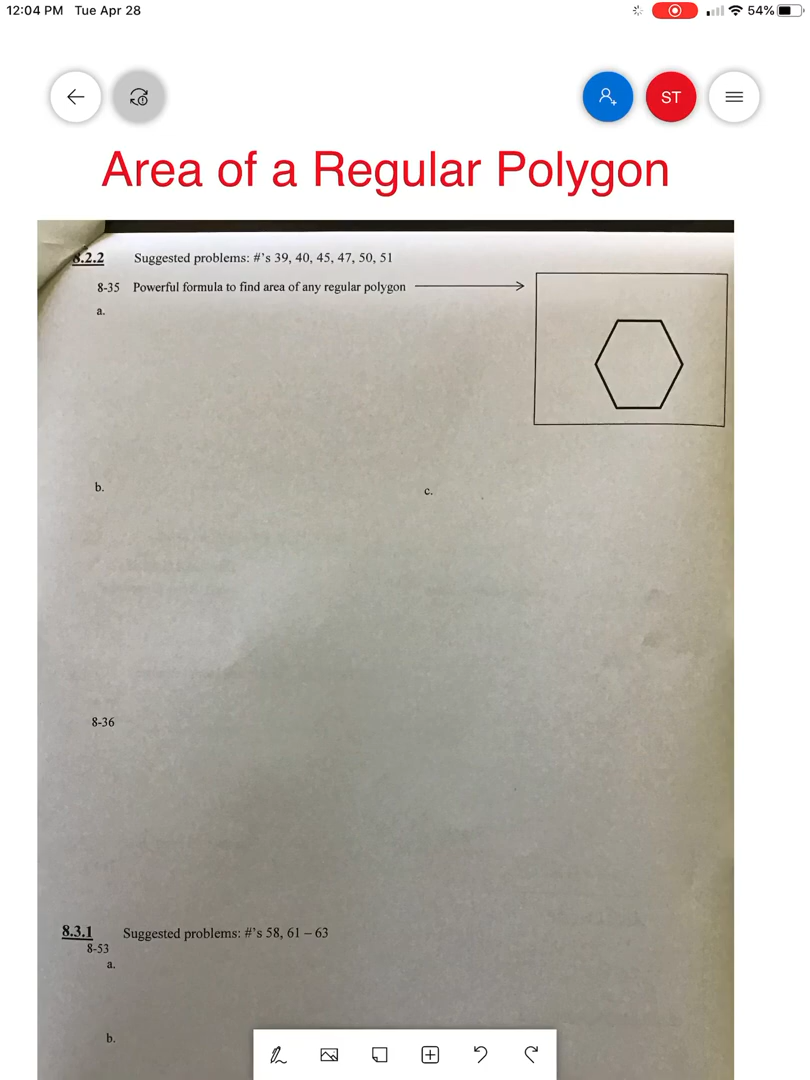 12:04 PM Tue Apr 28
54%
ST
Area of a Regular Polygon
8.2.2 Suggested problems: #'s 39, 40, 45, 47, 50, 51
8-35 Powerful formula to find area of any regular polygon
a.
b.
c.
8-36
8.3.1 Suggested problems: #'s 58, 61 – 63
8-53
a.
b.